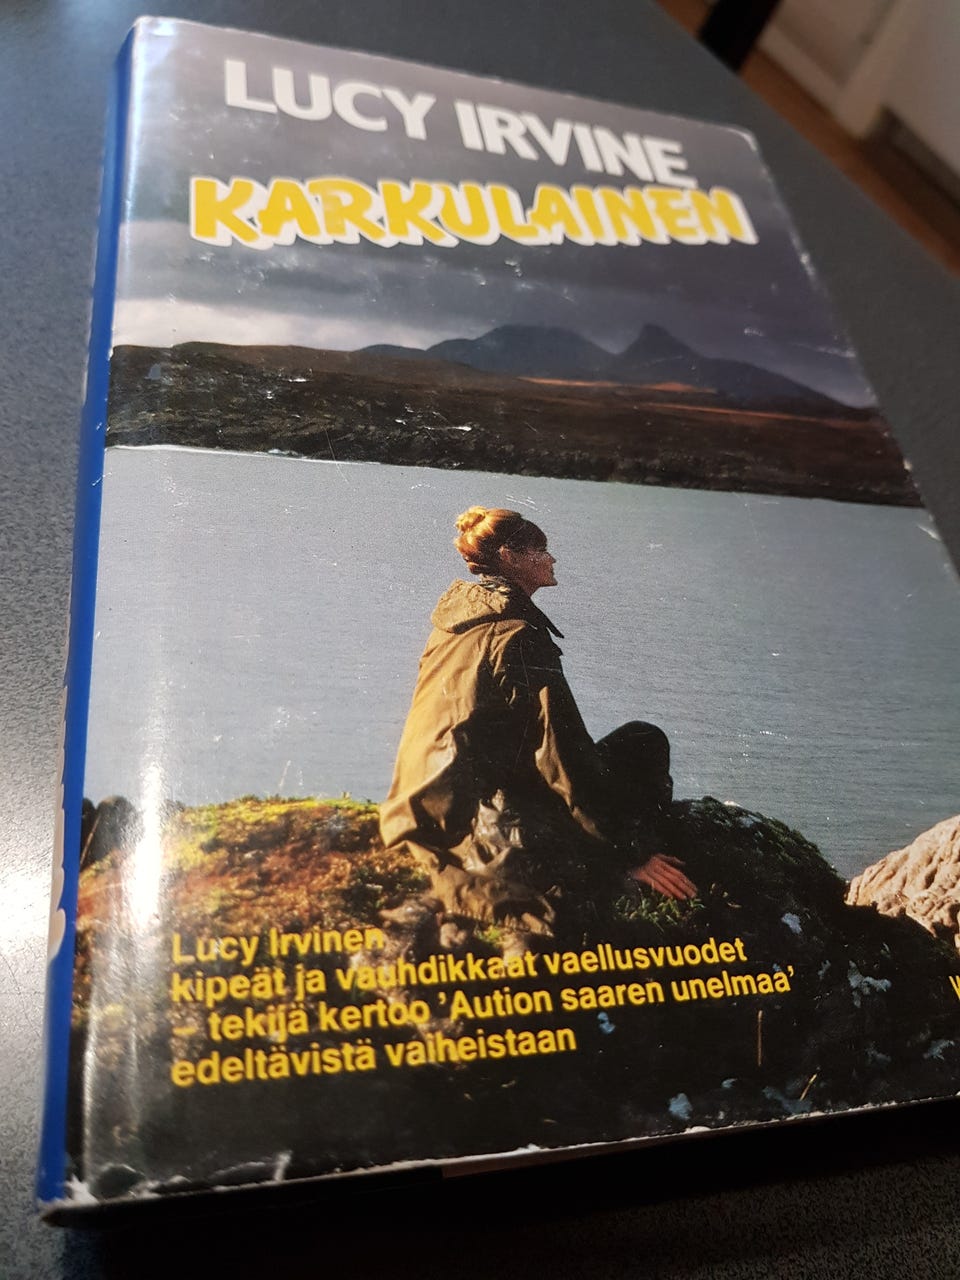 LUCY IRVINE
KARKULAINEN
Lucy Irvinen
kipeät ja vauhdikkaat vaellusvuodet
– tekijä kertoo 'Aution saaren unelmaa'
edeltävistä vaiheistaan